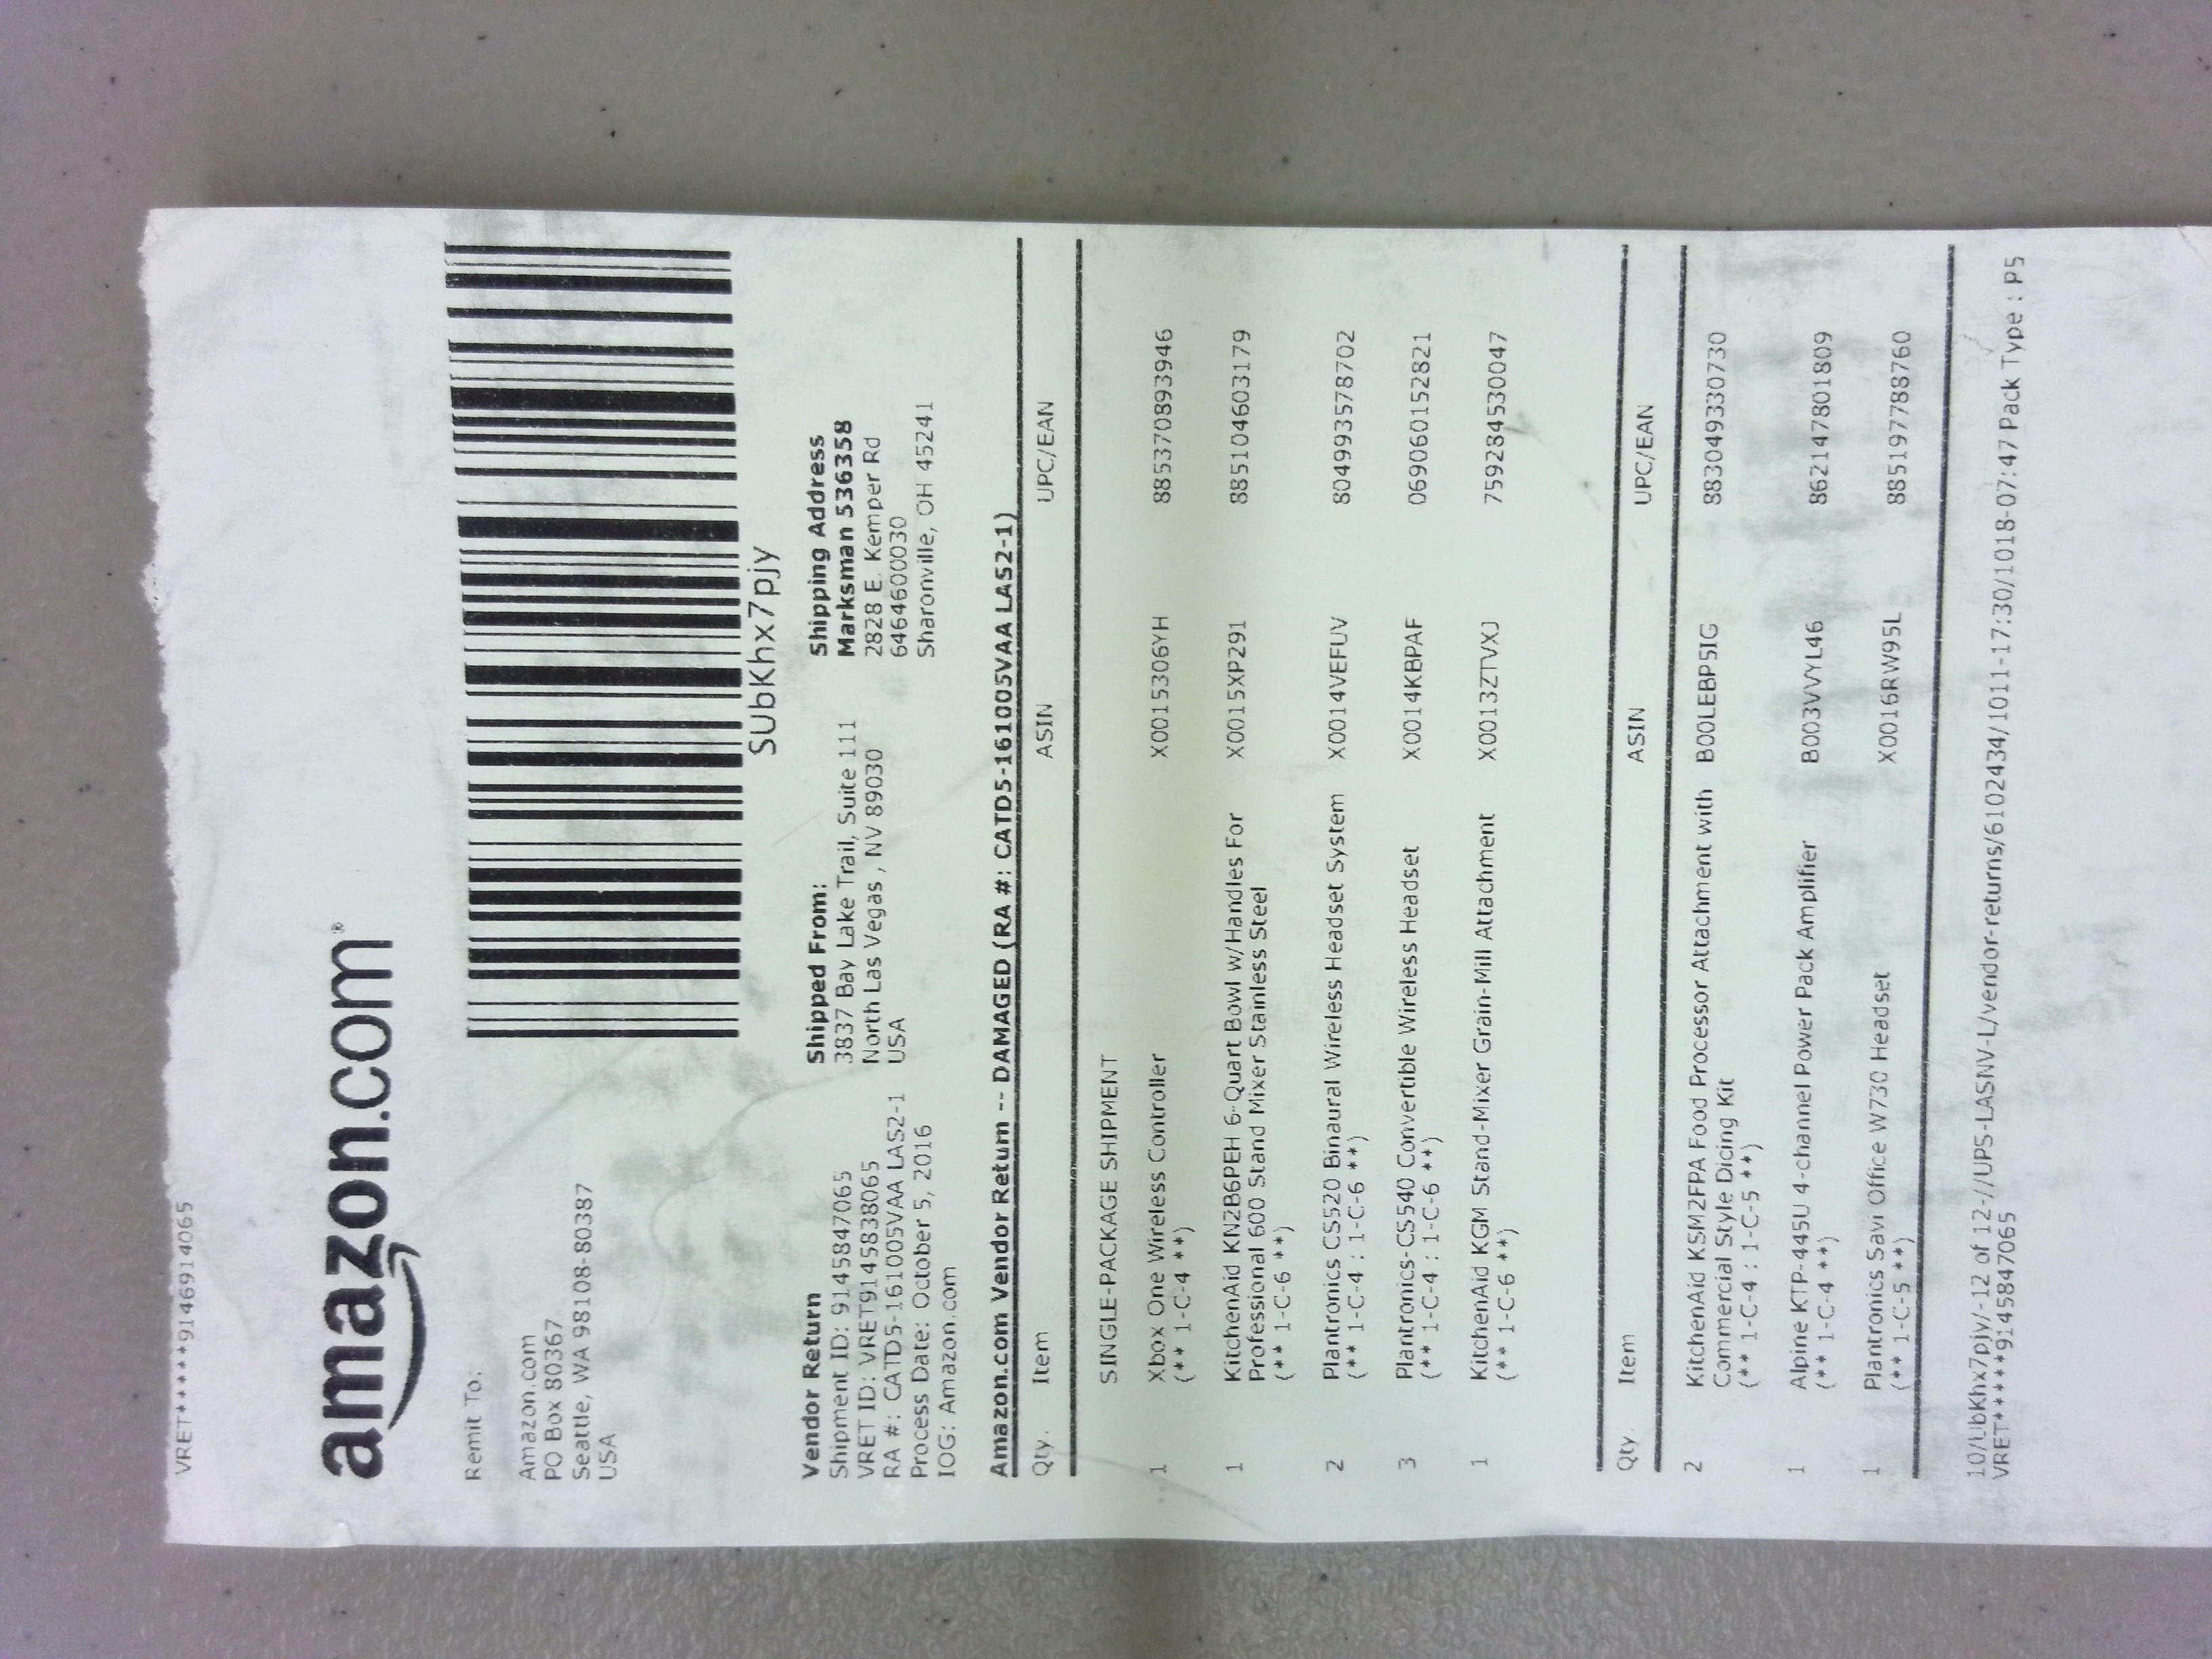 VRET*****91469914065
amazon.com®
Remit To:
Amazon.com
PO Box 80367
Seattle, WA 98108-80387
USA
SUbKhx7pjy
Vendor Return
Shipment ID: 9145847065
VRET ID: VRET9145838065
RA #: CATD5-161005VAA LAS2-1
Process Date: October 5, 2016
IOG: Amazon.com
Shipped From:
3837 Bay Lake Trail, Suite 111
North Las Vegas , NV 89030
USA
Shipping Address
Marksman 536358
2828 E. Kemper Rd
6464600030
Sharonville, OH 45241
Amazon.com Vendor Return -- DAMAGED (RA #: CATD5-161005VAA LAS2-1)
Qty. Item ASIN UPC/EAN
SINGLE-PACKAGE SHIPMENT
1 Xbox One Wireless Controller X0015306YH 885370893946
(** 1-C-4 **)
1 KitchenAid KN2B6PEH 6-Quart Bowl w/Handles For X0015XP291 885104603179
Professional 600 Stand Mixer Stainless Steel
(** 1-C-6 **)
2 Plantronics CS520 Binaural Wireless Headset System X0014VEFUV 804993578702
(** 1-C-4 : 1-C-6 **)
3 Plantronics-CS540 Convertible Wireless Headset X0014KBPAF 069060152821
(** 1-C-4 : 1-C-6 **)
1 KitchenAid KGM Stand-Mixer Grain-Mill Attachment X0013ZTVXJ 759284530047
(** 1-C-6 **)
Qty. Item ASIN UPC/EAN
2 KitchenAid KSM2FPA Food Processor Attachment with B00LEBP5IG 883049330730
Commercial Style Dicing Kit
(** 1-C-4 : 1-C-5 **)
1 Alpine KTP-445U 4-channel Power Pack Amplifier B003VVYL46 862147801809
(** 1-C-4 **)
1 Plantronics Savi Office W730 Headset X0016RW95L 885197788760
(** 1-C-5 **)
10/UbKhx7pjy/-12 of 12-//UPS-LASNV-L/vendor-returns/6102434/1011-17:30/1018-07:47 Pack Type : P5
VRET*****9145847065